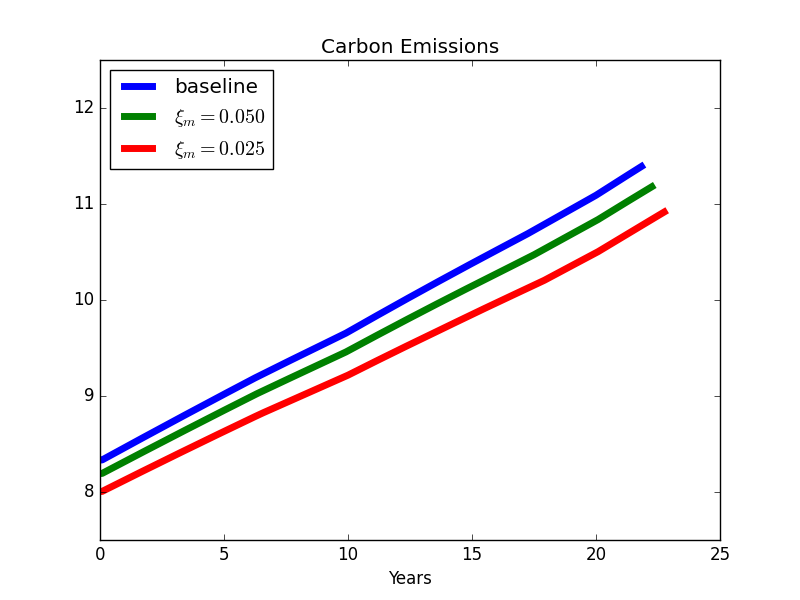 Carbon Emissions
baseline
ξₘ = 0.050
ξₘ = 0.025
12
11
10
9
8
0 5 10 15 20 25
Years